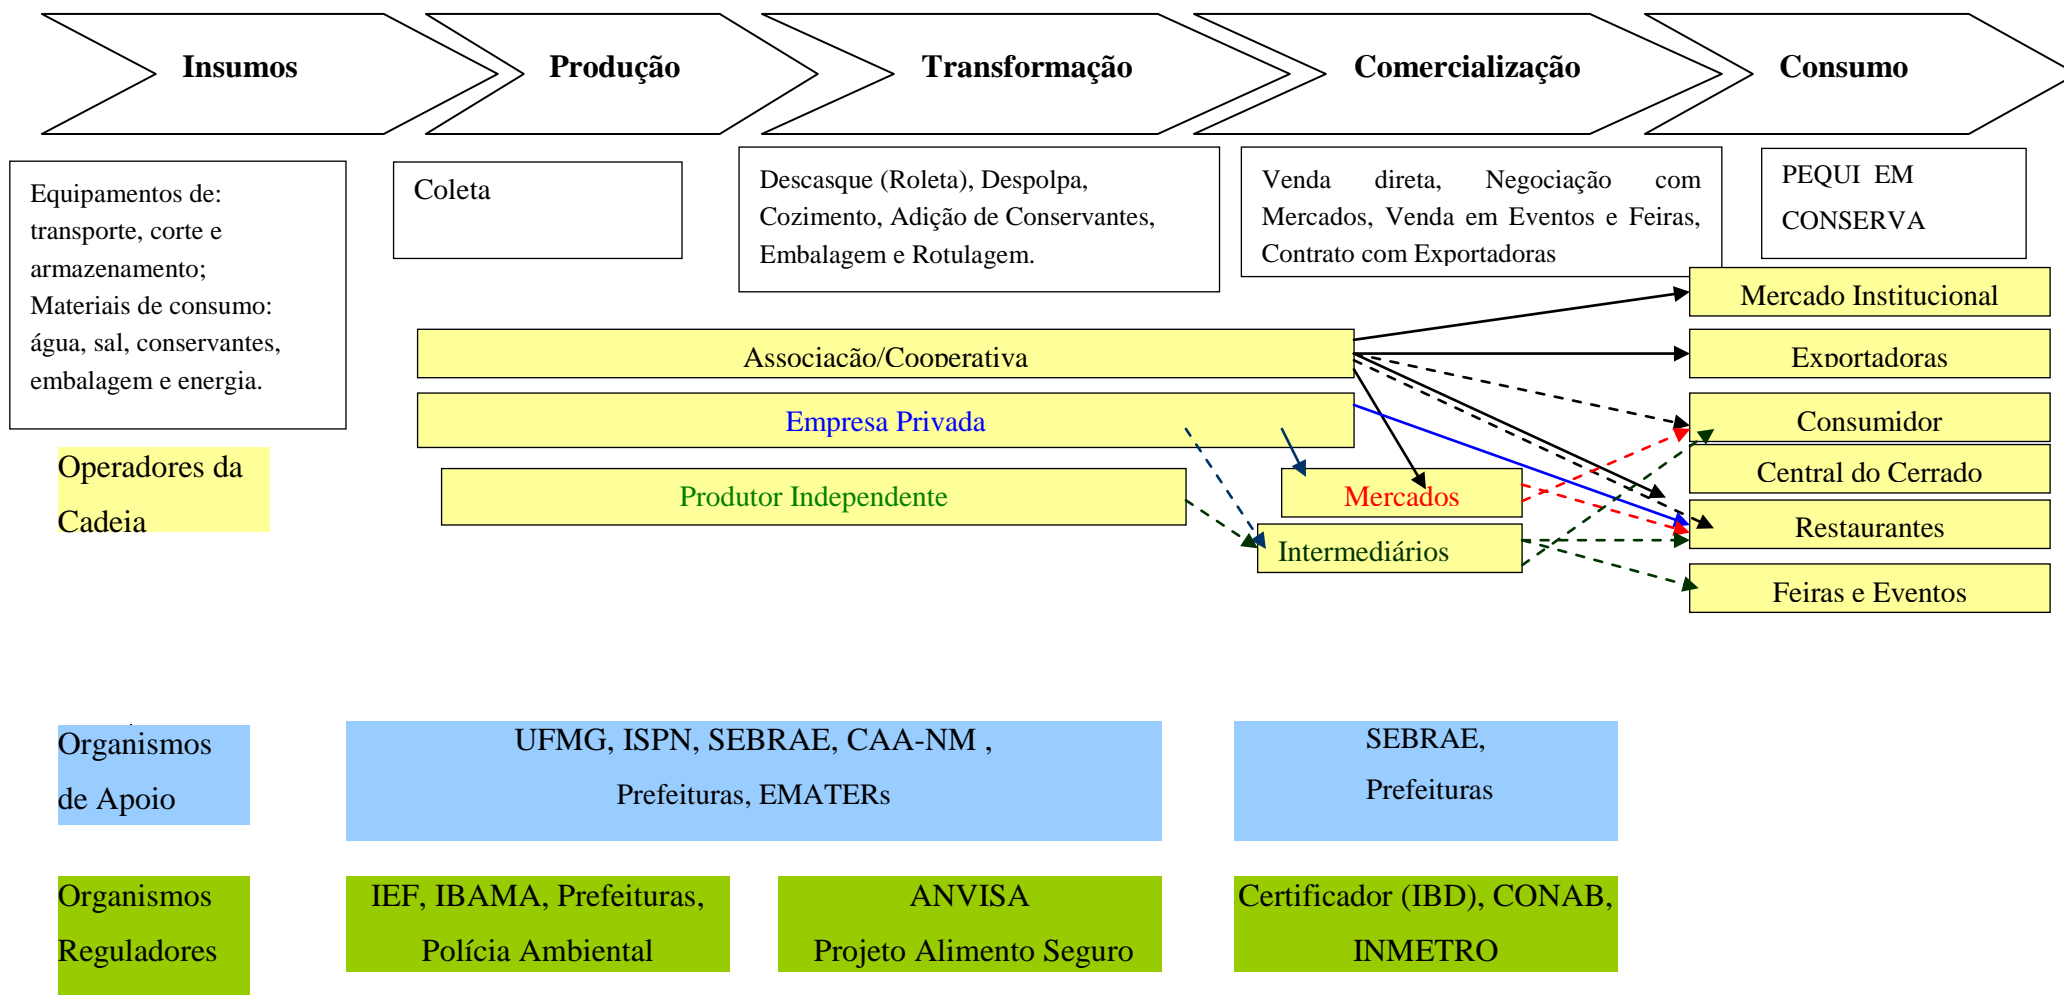 Insumos
Produção
Transformação
Comercialização
Consumo
Equipamentos de:
transporte, corte e
armazenamento;
Materiais de consumo:
água, sal, conservantes,
embalagem e energia.
Coleta
Descasque (Roleta), Despolpa,
Cozimento, Adição de Conservantes,
Embalagem e Rotulagem.
Venda direta, Negociação com
Mercados, Venda em Eventos e Feiras,
Contrato com Exportadoras
PEQUI EM
CONSERVA
Mercado Institucional
Associação/Cooperativa
Exportadoras
Empresa Privada
Consumidor
Operadores da
Cadeia
Produtor Independente
Mercados
Central do Cerrado
Intermediários
Restaurantes
Feiras e Eventos
Organismos
de Apoio
UFMG, ISPN, SEBRAE, CAA-NM ,
Prefeituras, EMATERs
SEBRAE,
Prefeituras
Organismos
Reguladores
IEF, IBAMA, Prefeituras,
Polícia Ambiental
ANVISA
Projeto Alimento Seguro
Certificador (IBD), CONAB,
INMETRO